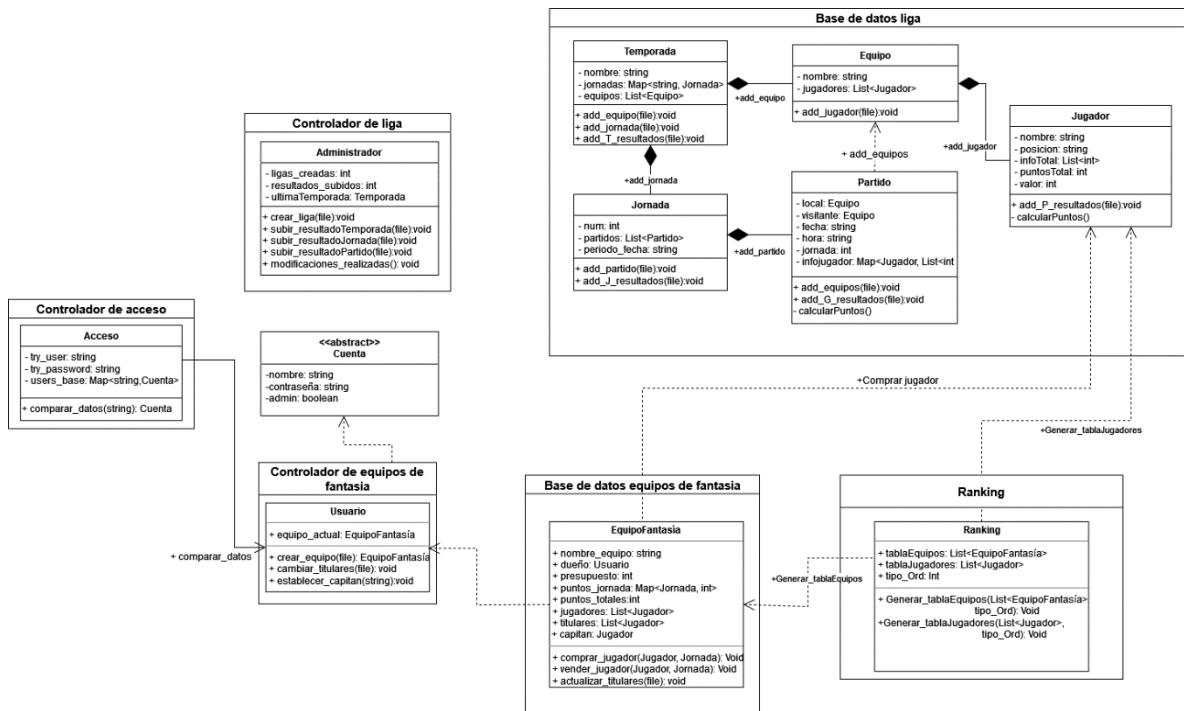 Base de datos liga
Temporada
- nombre: string
- jornadas: Map<string, Jornada>
- equipos: List<Equipo>
+ add_equipo(file):void
+ add_jornada(file):void
+ add_T_resultados(file):void
+add_equipo
Equipo
- nombre: string
- jugadores: List<Jugador>
+ add_jugador(file):void
+ add_equipos
+add_jugador
Jugador
- nombre: string
- posicion: string
- infoTotal: List<int>
- puntosTotal: int
- valor: int
+ add_P_resultados(file):void
- calcularPuntos()
+add_jornada
Jornada
- num: int
- partidos: List<Partido>
- periodo_fecha: string
+ add_partido(file):void
+ add_J_resultados(file):void
+add_partido
Partido
- local: Equipo
- visitante: Equipo
- fecha: string
- hora: string
- jornada: int
- infojugador: Map<Jugador, List<int
+ add_equipos(file):void
+ add_G_resultados(file):void
- calcularPuntos()
Controlador de liga
Administrador
- ligas_creadas: int
- resultados_subidos: int
- ultimaTemporada: Temporada
+ crear_liga(file):void
+ subir_resultadoTemporada(file):void
+ subir_resultadoJornada(file):void
+ subir_resultadoPartido(file):void
+ modificaciones_realizadas(): void
Controlador de acceso
Acceso
- try_user: string
- try_password: string
- users_base: Map<string,Cuenta>
+ comparar_datos(string): Cuenta
<<abstract>>
Cuenta
-nombre: string
-contraseña: string
-admin: boolean
+ comparar_datos
Controlador de equipos de
fantasia
Usuario
+ equipo_actual: EquipoFantasía
+ crear_equipo(file): EquipoFantasía
+ cambiar_titulares(file): void
+ establecer_capitan(string):void
+Comprar jugador
+Generar_tablaJugadores
Base de datos equipos de fantasia
EquipoFantasía
+ nombre_equipo: string
+ dueño: Usuario
+ presupuesto: int
+ puntos_jornada: Map<Jornada, int>
+ puntos_totales:int
+ jugadores: List<Jugador>
+ titulares: List<Jugador>
+ capitan: Jugador
+ comprar_jugador(Jugador, Jornada): Void
+ vender_jugador(Jugador, Jornada): Void
+ actualizar_titulares(file): void
+Generar_tablaEquipos
Ranking
Ranking
+ tablaEquipos: List<EquipoFantasía>
+ tablaJugadores: List<Jugador>
+ tipo_Ord: Int
+ Generar_tablaEquipos(List<EquipoFantasía>
tipo_Ord): Void
+Generar_tablaJugadores(List<Jugador>,
tipo_Ord): Void